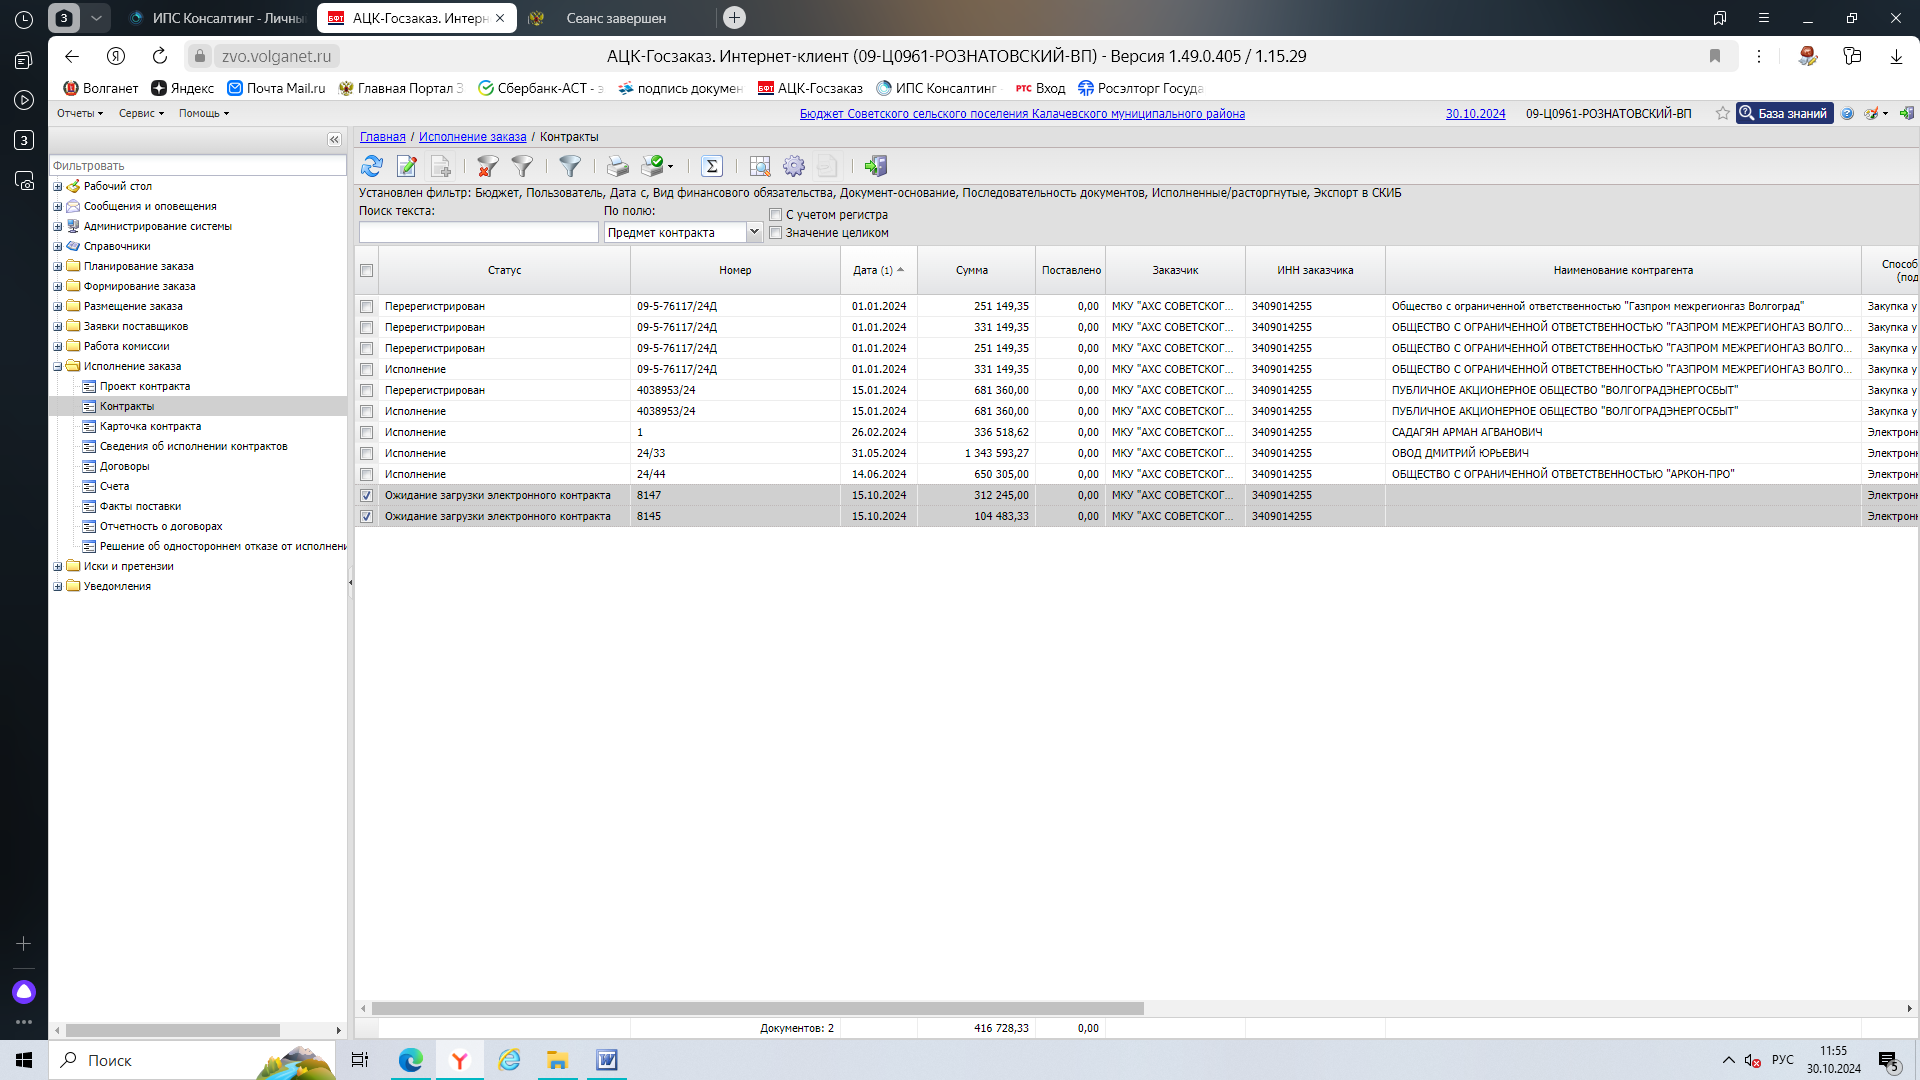 3
ИПС Консалтинг - Личны
АЦК-Госзаказ. Интерн
Сеанс завершен
zvo.volganet.ru
АЦК-Госзаказ. Интернет-клиент (09-Ц0961-РОЗНАТОВСКИЙ-ВП) - Версия 1.49.0.405 / 1.15.29
Волганет
Яндекс
Почта Mail.ru
Главная Портал З
Сбербанк-АСТ - э
подпись докумен
АЦК-Госзаказ
ИПС Консалтинг
РТС Вход
Росэлторг Госуда
Отчеты
Сервис
Помощь
Бюджет Советского сельского поселения Калачевского муниципального района
30.10.2024
09-Ц0961-РОЗНАТОВСКИЙ-ВП
База знаний
3
Фильтровать
Рабочий стол
Сообщения и оповещения
Администрирование системы
Справочники
Планирование заказа
Формирование заказа
Размещение заказа
Заявки поставщиков
Работа комиссии
Исполнение заказа
Проект контракта
Контракты
Карточка контракта
Сведения об исполнении контрактов
Договоры
Счета
Факты поставки
Отчетность о договорах
Решение об одностороннем отказе от исполнени
Иски и претензии
Уведомления
Главная / Исполнение заказа / Контракты
Установлен фильтр: Бюджет, Пользователь, Дата с, Вид финансового обязательства, Документ-основание, Последовательность документов, Исполненные/расторгнутые, Экспорт в СКИБ
Поиск текста:
По полю:
Предмет контракта
С учетом регистра
Значение целиком
Статус Номер Дата (1) Сумма Поставлено Заказчик ИНН заказчика Наименование контрагента Способ (под
Перерегистрирован 09-5-76117/24Д 01.01.2024 251 149,35 0,00 МКУ "АХС СОВЕТСКОГ... 3409014255 Общество с ограниченной ответственностью "Газпром межрегионгаз Волгоград" Закупка у
Перерегистрирован 09-5-76117/24Д 01.01.2024 331 149,35 0,00 МКУ "АХС СОВЕТСКОГ... 3409014255 ОБЩЕСТВО С ОГРАНИЧЕННОЙ ОТВЕТСТВЕННОСТЬЮ "ГАЗПРОМ МЕЖРЕГИОНГАЗ ВОЛГО... Закупка у
Перерегистрирован 09-5-76117/24Д 01.01.2024 251 149,35 0,00 МКУ "АХС СОВЕТСКОГ... 3409014255 ОБЩЕСТВО С ОГРАНИЧЕННОЙ ОТВЕТСТВЕННОСТЬЮ "ГАЗПРОМ МЕЖРЕГИОНГАЗ ВОЛГО... Закупка у
Исполнение 09-5-76117/24Д 01.01.2024 331 149,35 0,00 МКУ "АХС СОВЕТСКОГ... 3409014255 ОБЩЕСТВО С ОГРАНИЧЕННОЙ ОТВЕТСТВЕННОСТЬЮ "ГАЗПРОМ МЕЖРЕГИОНГАЗ ВОЛГО... Закупка у
Перерегистрирован 4038953/24 15.01.2024 681 360,00 0,00 МКУ "АХС СОВЕТСКОГ... 3409014255 ПУБЛИЧНОЕ АКЦИОНЕРНОЕ ОБЩЕСТВО "ВОЛГОГРАДЭНЕРГОСБЫТ" Закупка у
Исполнение 4038953/24 15.01.2024 681 360,00 0,00 МКУ "АХС СОВЕТСКОГ... 3409014255 ПУБЛИЧНОЕ АКЦИОНЕРНОЕ ОБЩЕСТВО "ВОЛГОГРАДЭНЕРГОСБЫТ" Закупка у
Исполнение 1 26.02.2024 336 518,62 0,00 МКУ "АХС СОВЕТСКОГ... 3409014255 САДАГЯН АРМАН АГВАНОВИЧ Электронн
Исполнение 24/33 31.05.2024 1 343 593,27 0,00 МКУ "АХС СОВЕТСКОГ... 3409014255 ОВОД ДМИТРИЙ ЮРЬЕВИЧ Электронн
Исполнение 24/44 14.06.2024 650 305,00 0,00 МКУ "АХС СОВЕТСКОГ... 3409014255 ОБЩЕСТВО С ОГРАНИЧЕННОЙ ОТВЕТСТВЕННОСТЬЮ "АРКОН-ПРО" Электронн
Ожидание загрузки электронного контракта 8147 15.10.2024 312 245,00 0,00 МКУ "АХС СОВЕТСКОГ... 3409014255 Электронн
Ожидание загрузки электронного контракта 8145 15.10.2024 104 483,33 0,00 МКУ "АХС СОВЕТСКОГ... 3409014255 Электронн
Документов: 2 416 728,33 0,00
Поиск
РУС
11:55
30.10.2024
5